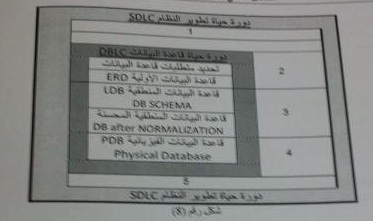 دورة حياة تطوير النظام SDLC
1
دورة حياة قاعدة البيانات DBLC
تحديد متطلبات قاعدة البيانات
قاعدة البيانات الأولية ERD
2
قاعدة البيانات المنطقية LDB
DB SCHEMA
3
قاعدة البيانات المنطقية المحسنة
DB after NORMALIZATION
قاعدة البيانات الفيزيائية PDB
Physical Database
4
5
دورة حياة تطوير النظام SDLC
شكل رقم (8)